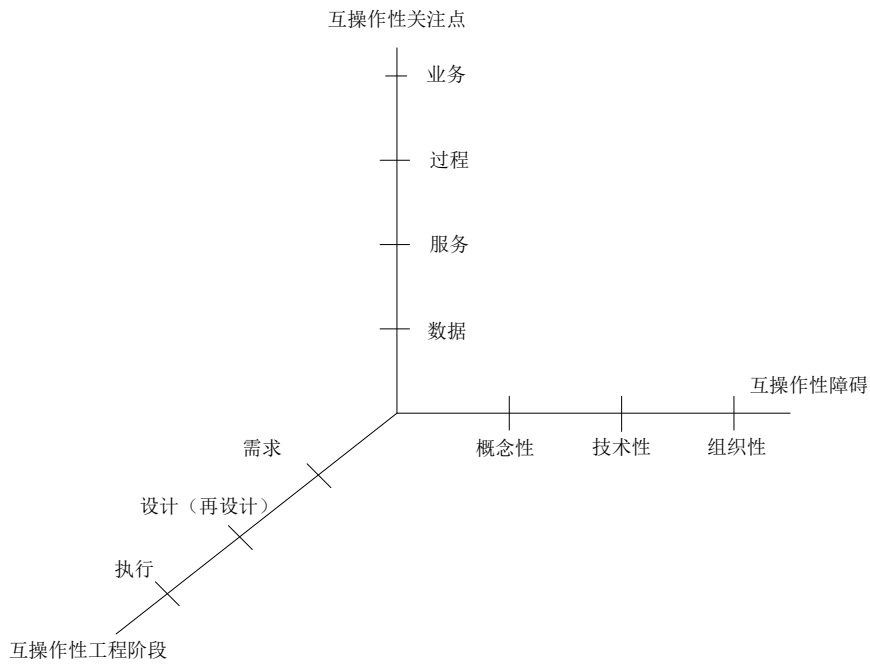 互操作性关注点
业务
过程
服务
数据
互操作性障碍
概念性
技术性
组织性
需求
设计（再设计）
执行
互操作性工程阶段